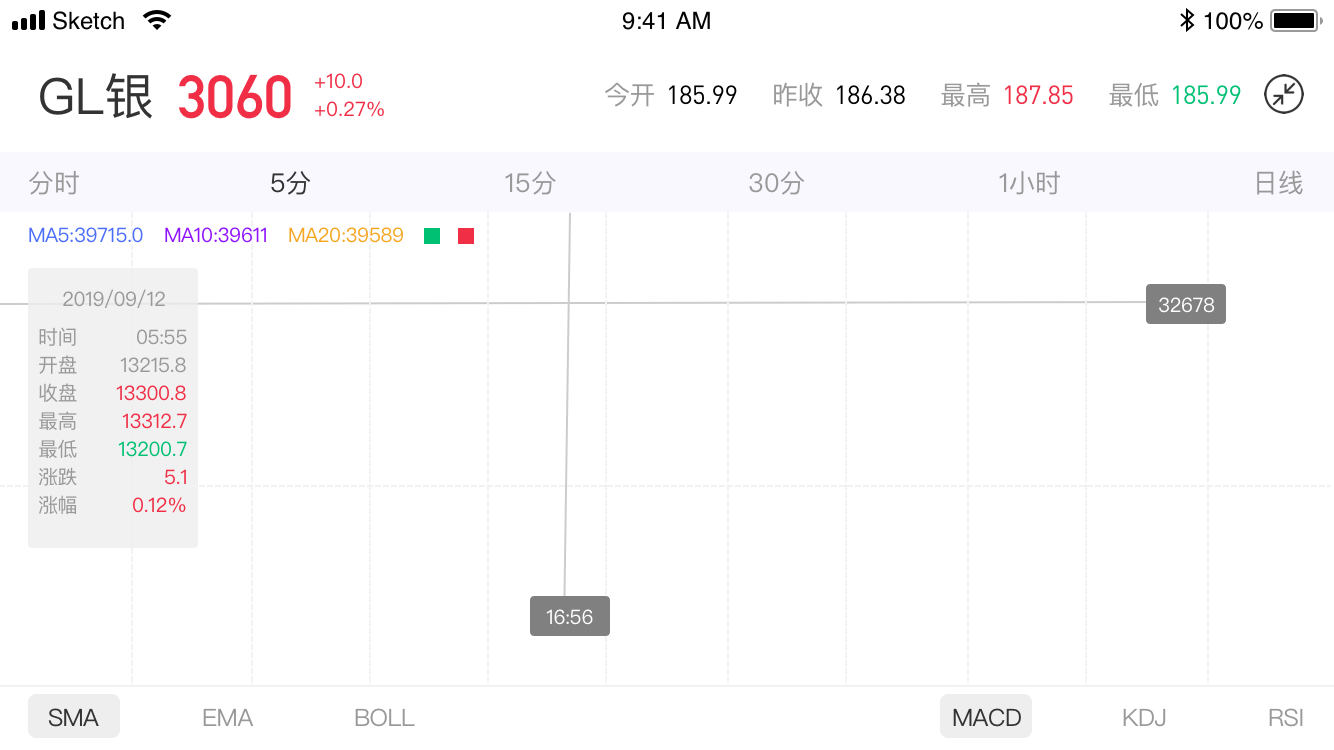 Sketch 9:41 AM 100%
GL银 3060 +10.0 +0.27% 今开 185.99 昨收 186.38 最高 187.85 最低 185.99
分时 5分 15分 30分 1小时 日线
MA5:39715.0 MA10:39611 MA20:39589
2019/09/12
32678
时间 05:55
开盘 13215.8
收盘 13300.8
最高 13312.7
最低 13200.7
涨跌 5.1
涨幅 0.12%
16:56
SMA EMA BOLL MACD KDJ RSI